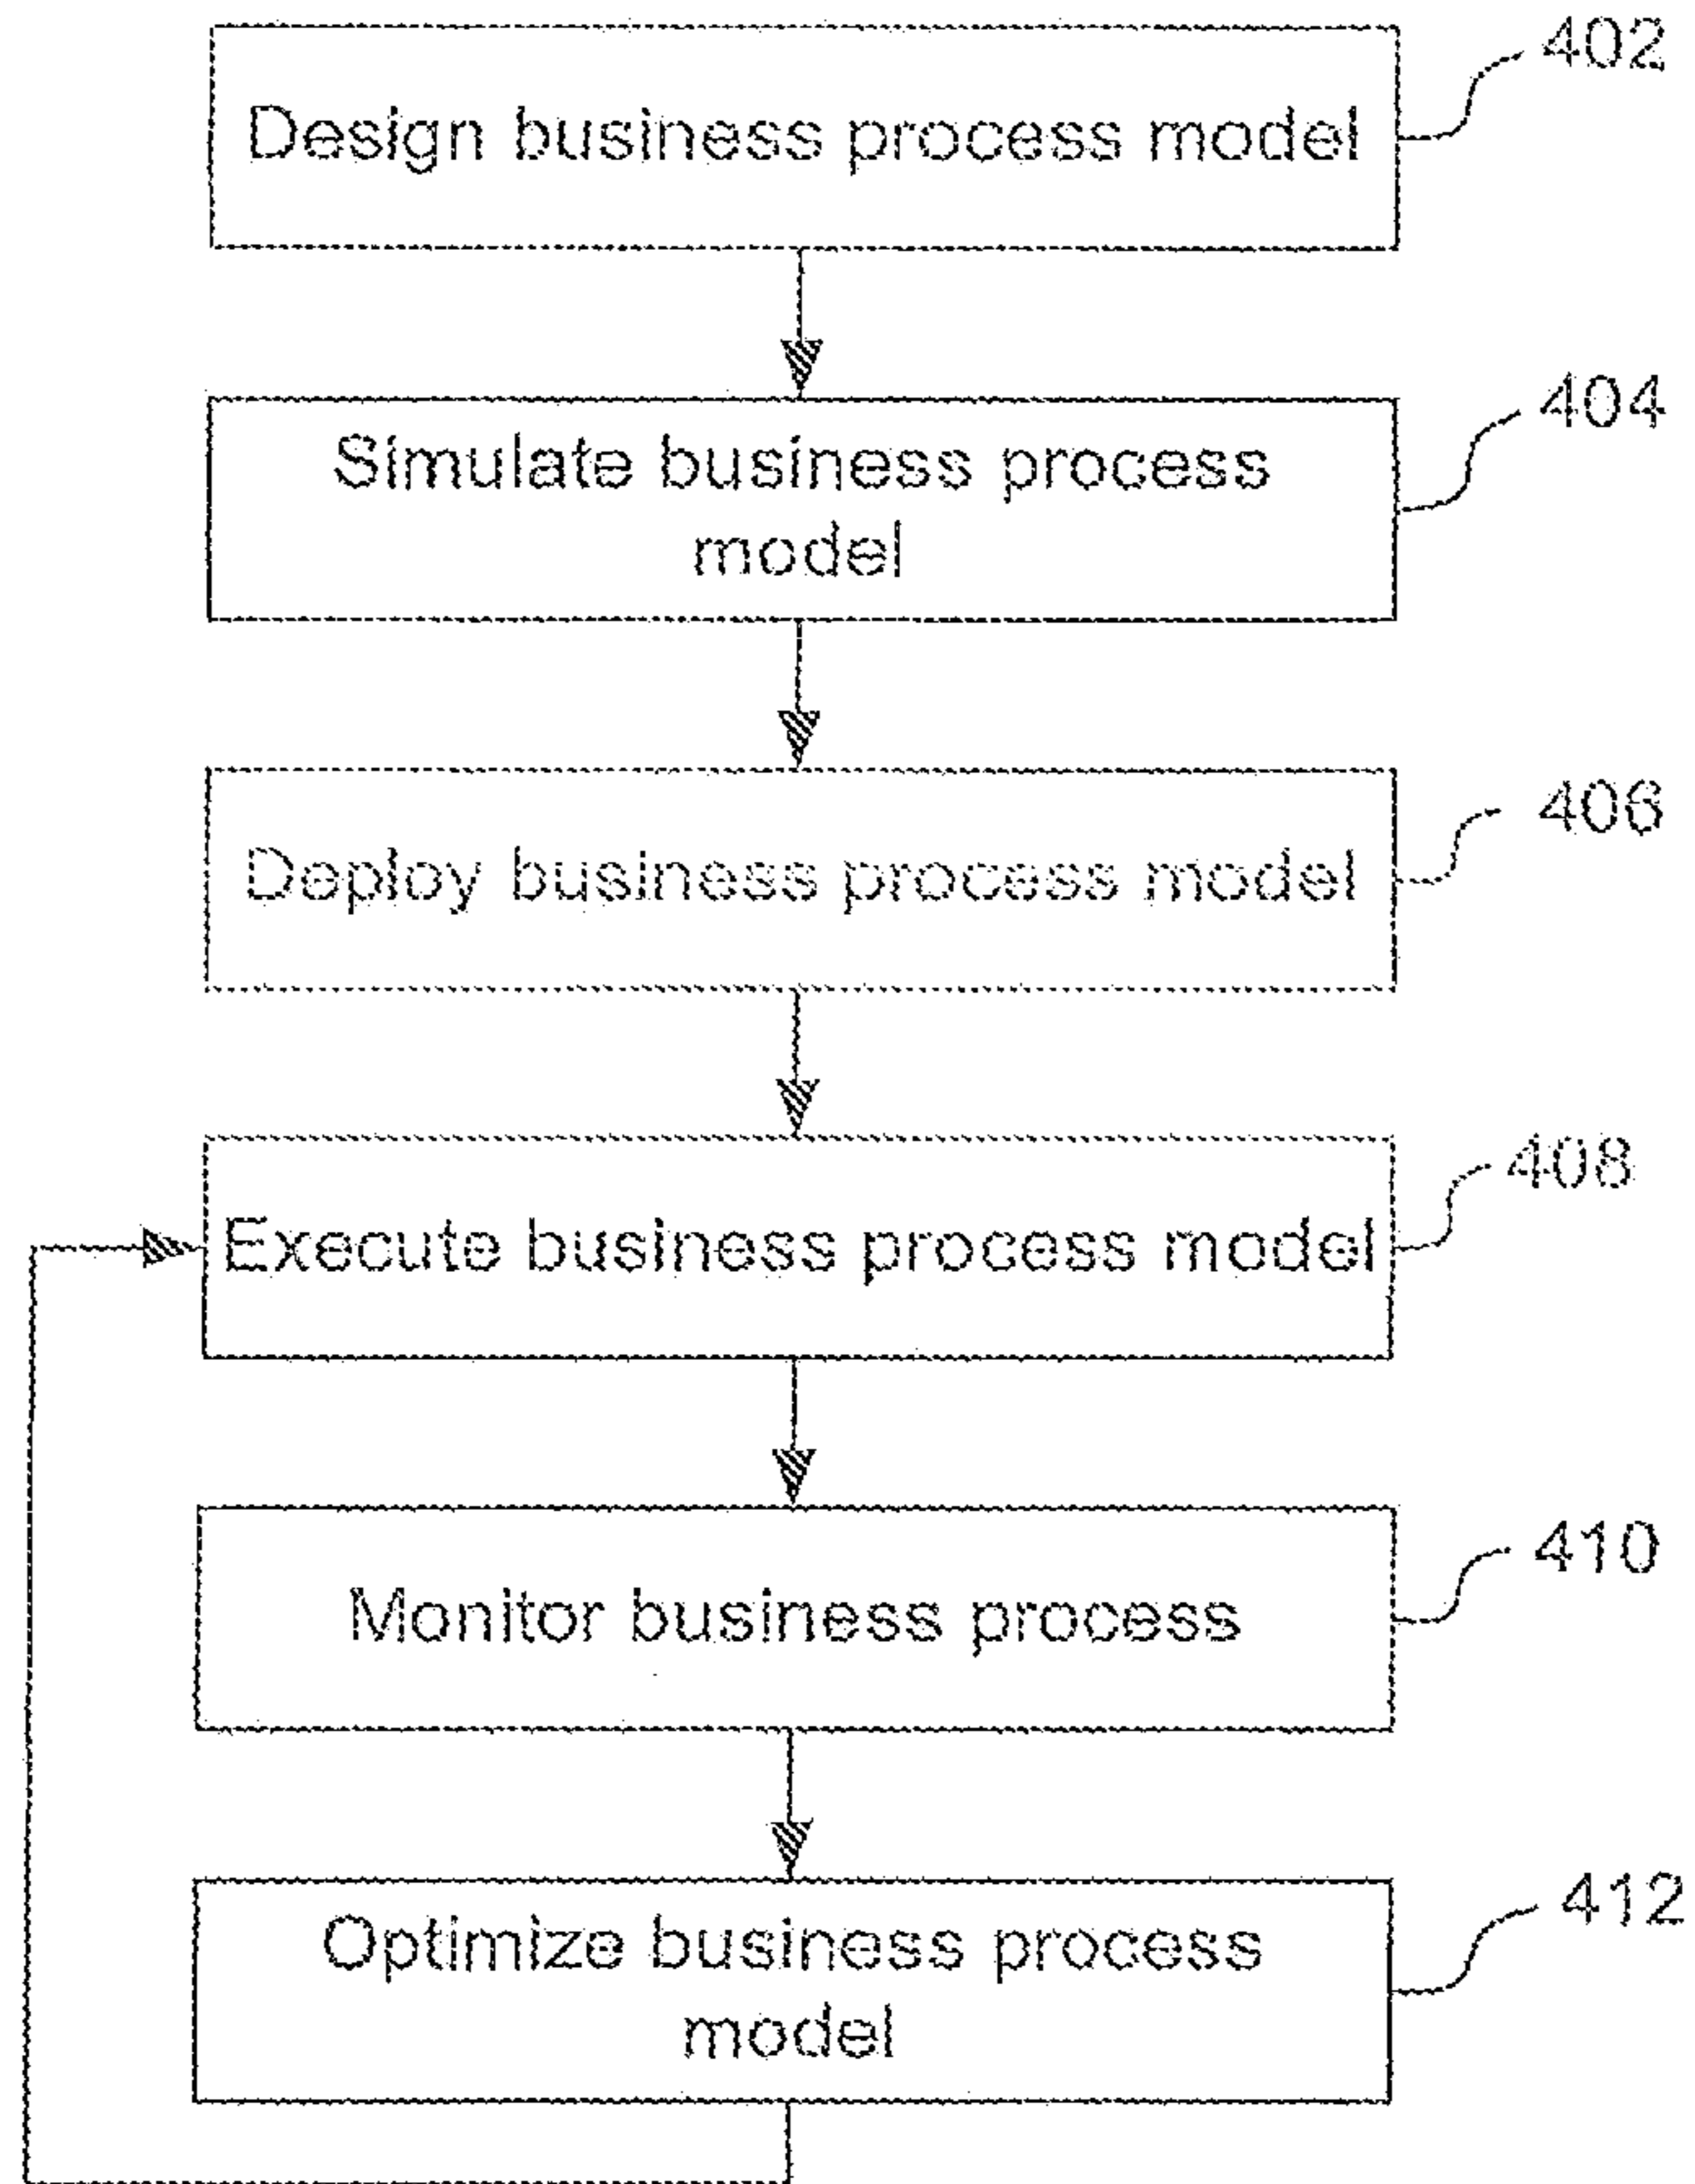 402
Design business process model
404
Simulate business process
model
406
Deploy business process model
408
Execute business process model
410
Monitor business process
412
Optimize business process
model